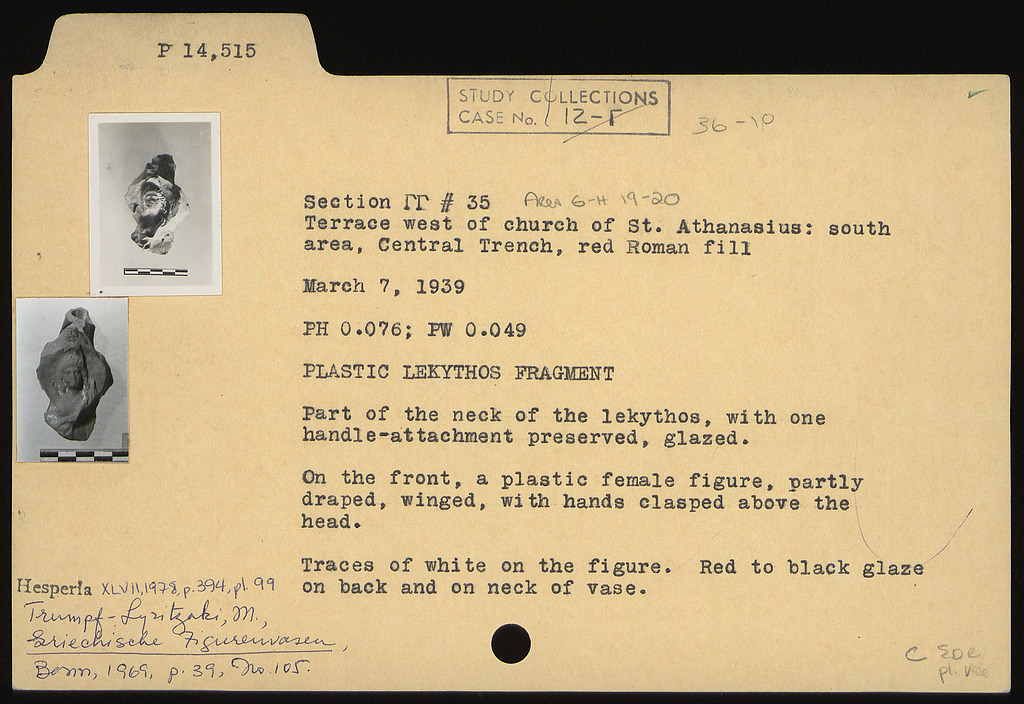 P 14,515
STUDY COLLECTIONS
CASE No. 12-F
36-10
Section ΠΓ # 35 Area G-H 19-20
Terrace west of church of St. Athanasius: south
area, Central Trench, red Roman fill
March 7, 1939
PH 0.076; PW 0.049
PLASTIC LEKYTHOS FRAGMENT
Part of the neck of the lekythos, with one
handle-attachment preserved, glazed.
On the front, a plastic female figure, partly
draped, winged, with hands clasped above the
head.
Traces of white on the figure. Red to black glaze
on back and on neck of vase.
Hesperia XLVII, 1978, p. 394, pl. 99
Trumpf-Lyritzaki, M.,
Griechische Figurenvasen,
Bonn, 1969, p. 39, No. 105.
C